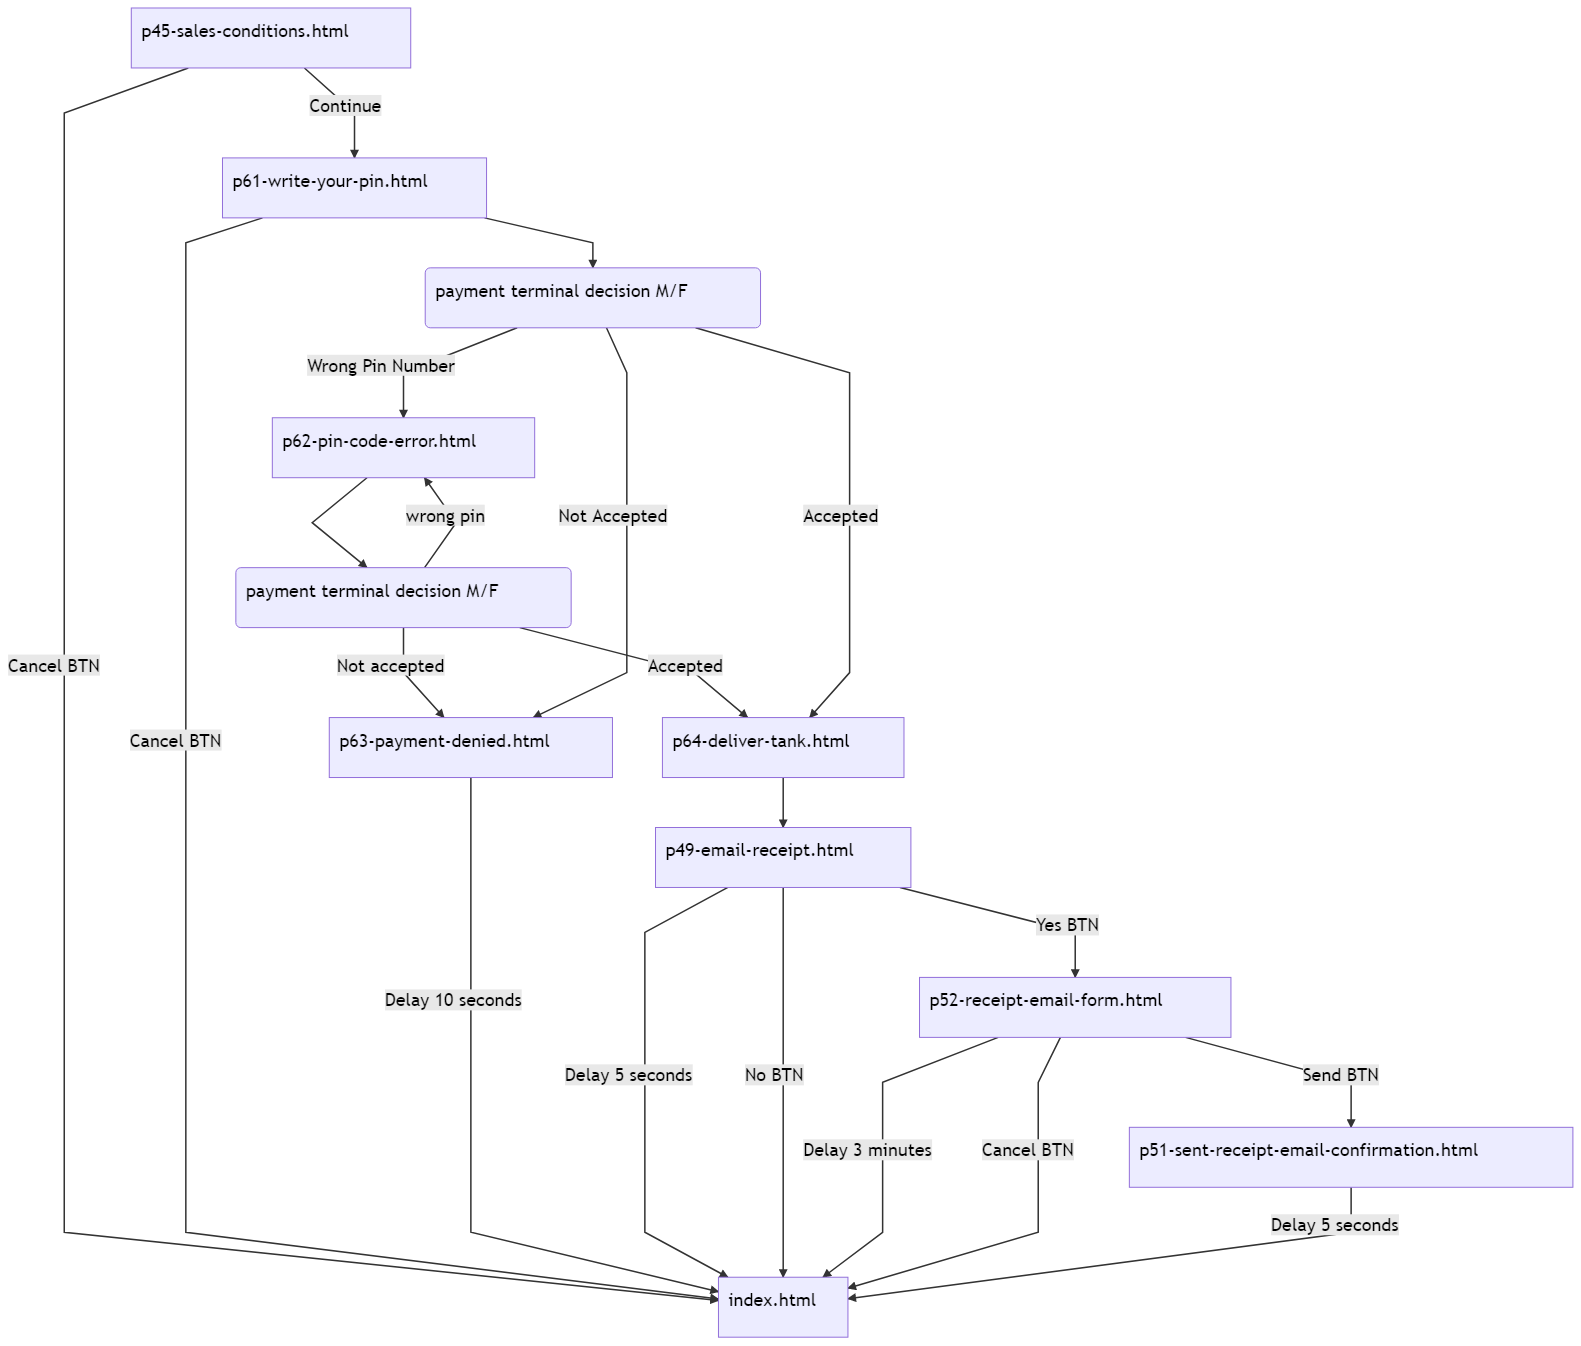 p45-sales-conditions.html
Continue
p61-write-your-pin.html
payment terminal decision M/F
Wrong Pin Number
p62-pin-code-error.html
wrong pin
Not Accepted
Accepted
payment terminal decision M/F
Cancel BTN
Not accepted
Accepted
Cancel BTN
p63-payment-denied.html
p64-deliver-tank.html
p49-email-receipt.html
Yes BTN
Delay 10 seconds
p52-receipt-email-form.html
Delay 5 seconds
No BTN
Send BTN
Delay 3 minutes
Cancel BTN
p51-sent-receipt-email-confirmation.html
Delay 5 seconds
index.html